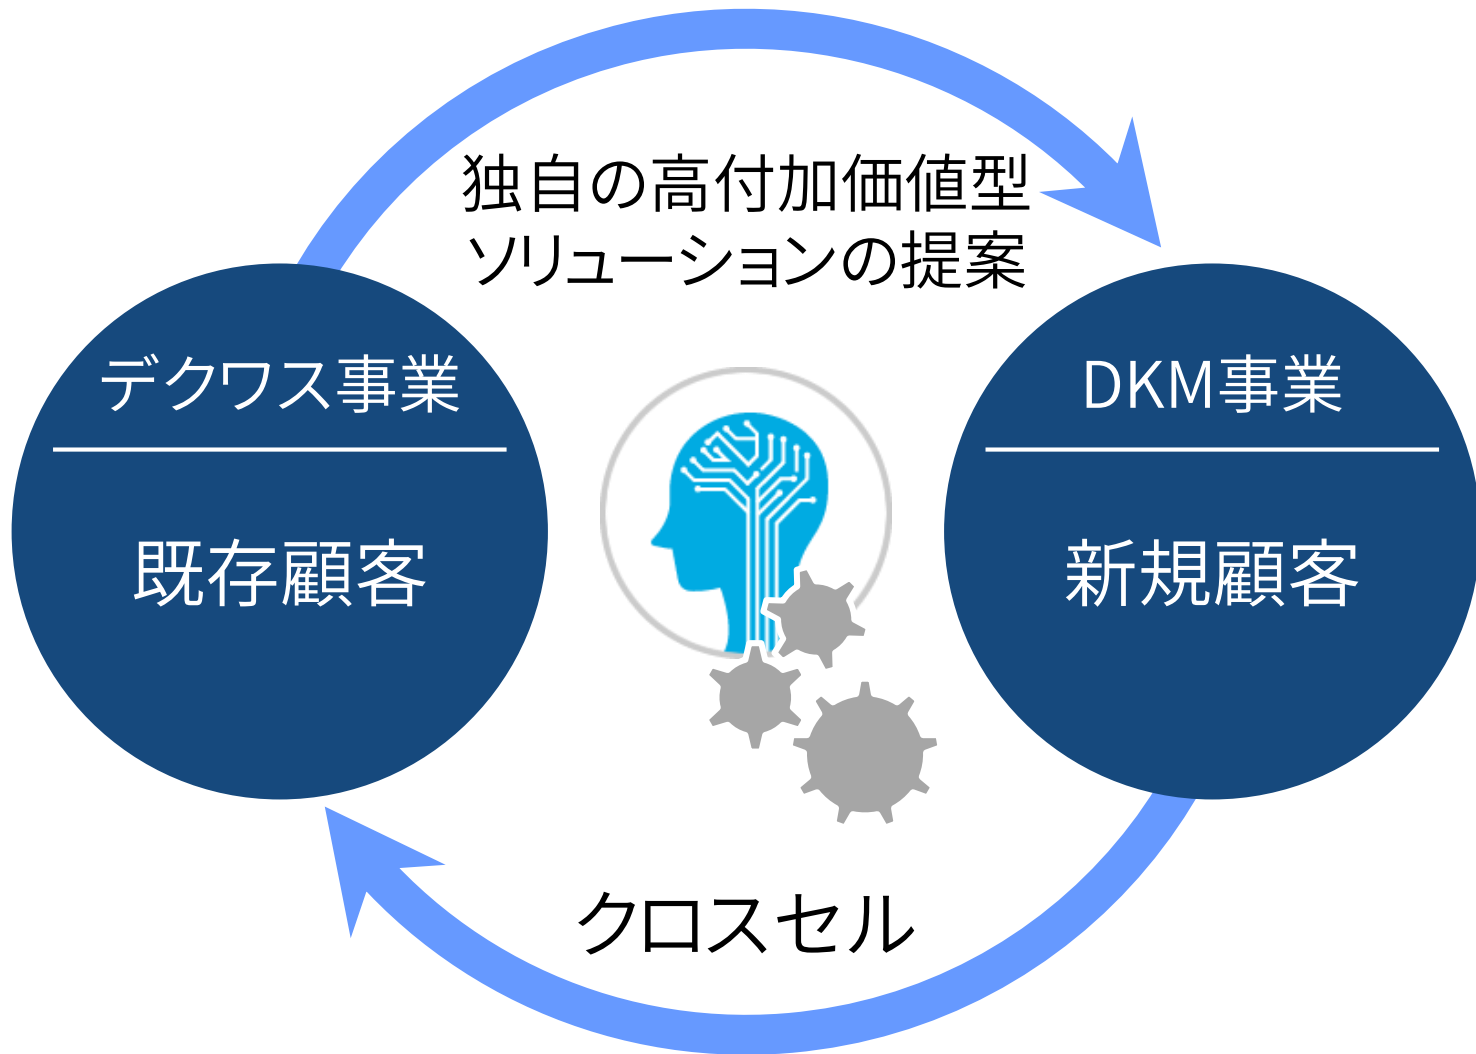 独自の高付加価値型
ソリューションの提案
デクワス事業
既存顧客
DKM事業
新規顧客
クロスセル